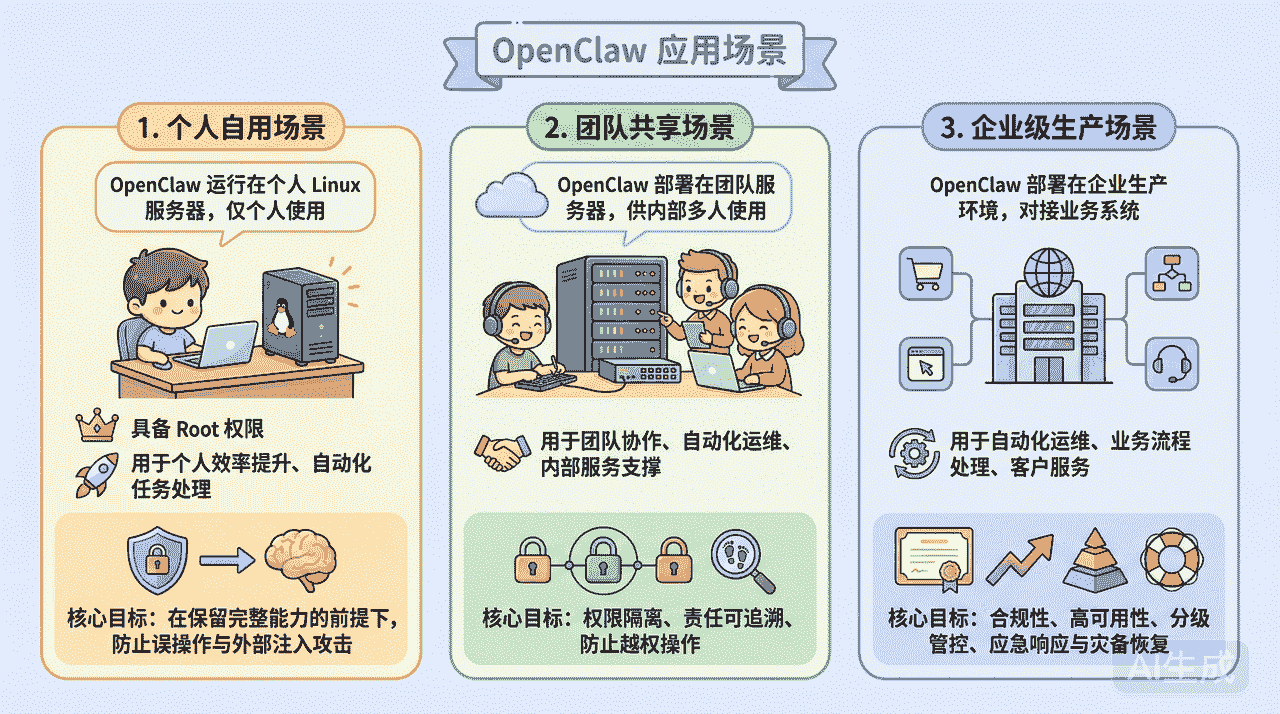 OpenClaw 应用场景
1. 个人自用场景
OpenClaw 运行在个人 Linux
服务器，仅个人使用
具备 Root 权限
用于个人效率提升、自动化
任务处理
核心目标：在保留完整能力的前提下，
防止误操作与外部注入攻击
2. 团队共享场景
OpenClaw 部署在团队服
务器，供内部多人使用
用于团队协作、自动化运维、
内部服务支撑
核心目标：权限隔离、责任可追溯、
防止越权操作
3. 企业级生产场景
OpenClaw 部署在企业生产
环境，对接业务系统
用于自动化运维、业务流程
处理、客户服务
核心目标：合规性、高可用性、分级
管控、应急响应与灾备恢复
AI生成